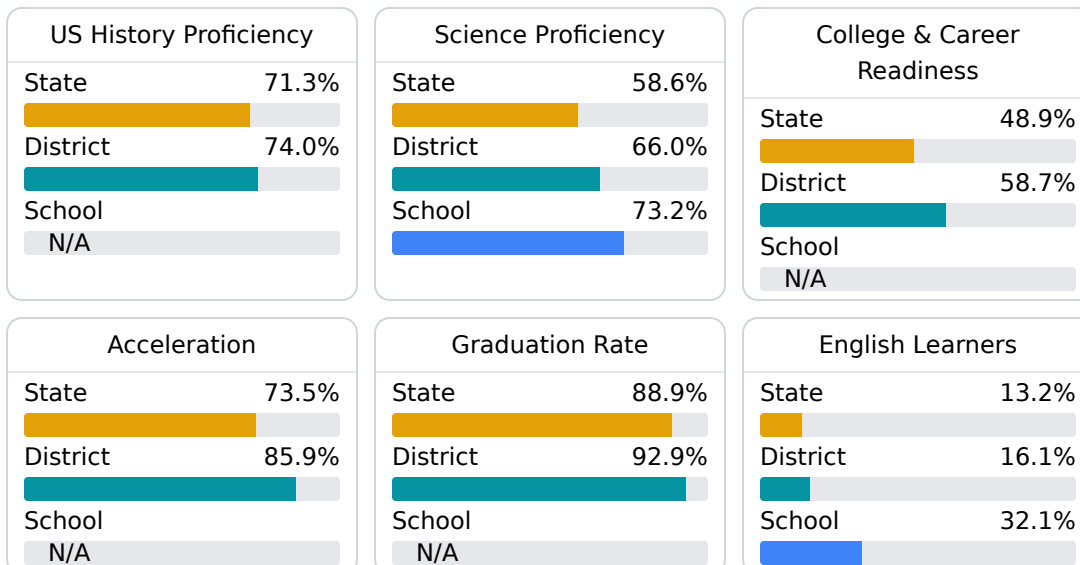 US History Proficiency
State 71.3%
District 74.0%
School
N/A
Science Proficiency
State 58.6%
District 66.0%
School 73.2%
College & Career
Readiness
State 48.9%
District 58.7%
School
N/A
Acceleration
State 73.5%
District 85.9%
School
N/A
Graduation Rate
State 88.9%
District 92.9%
School
N/A
English Learners
State 13.2%
District 16.1%
School 32.1%